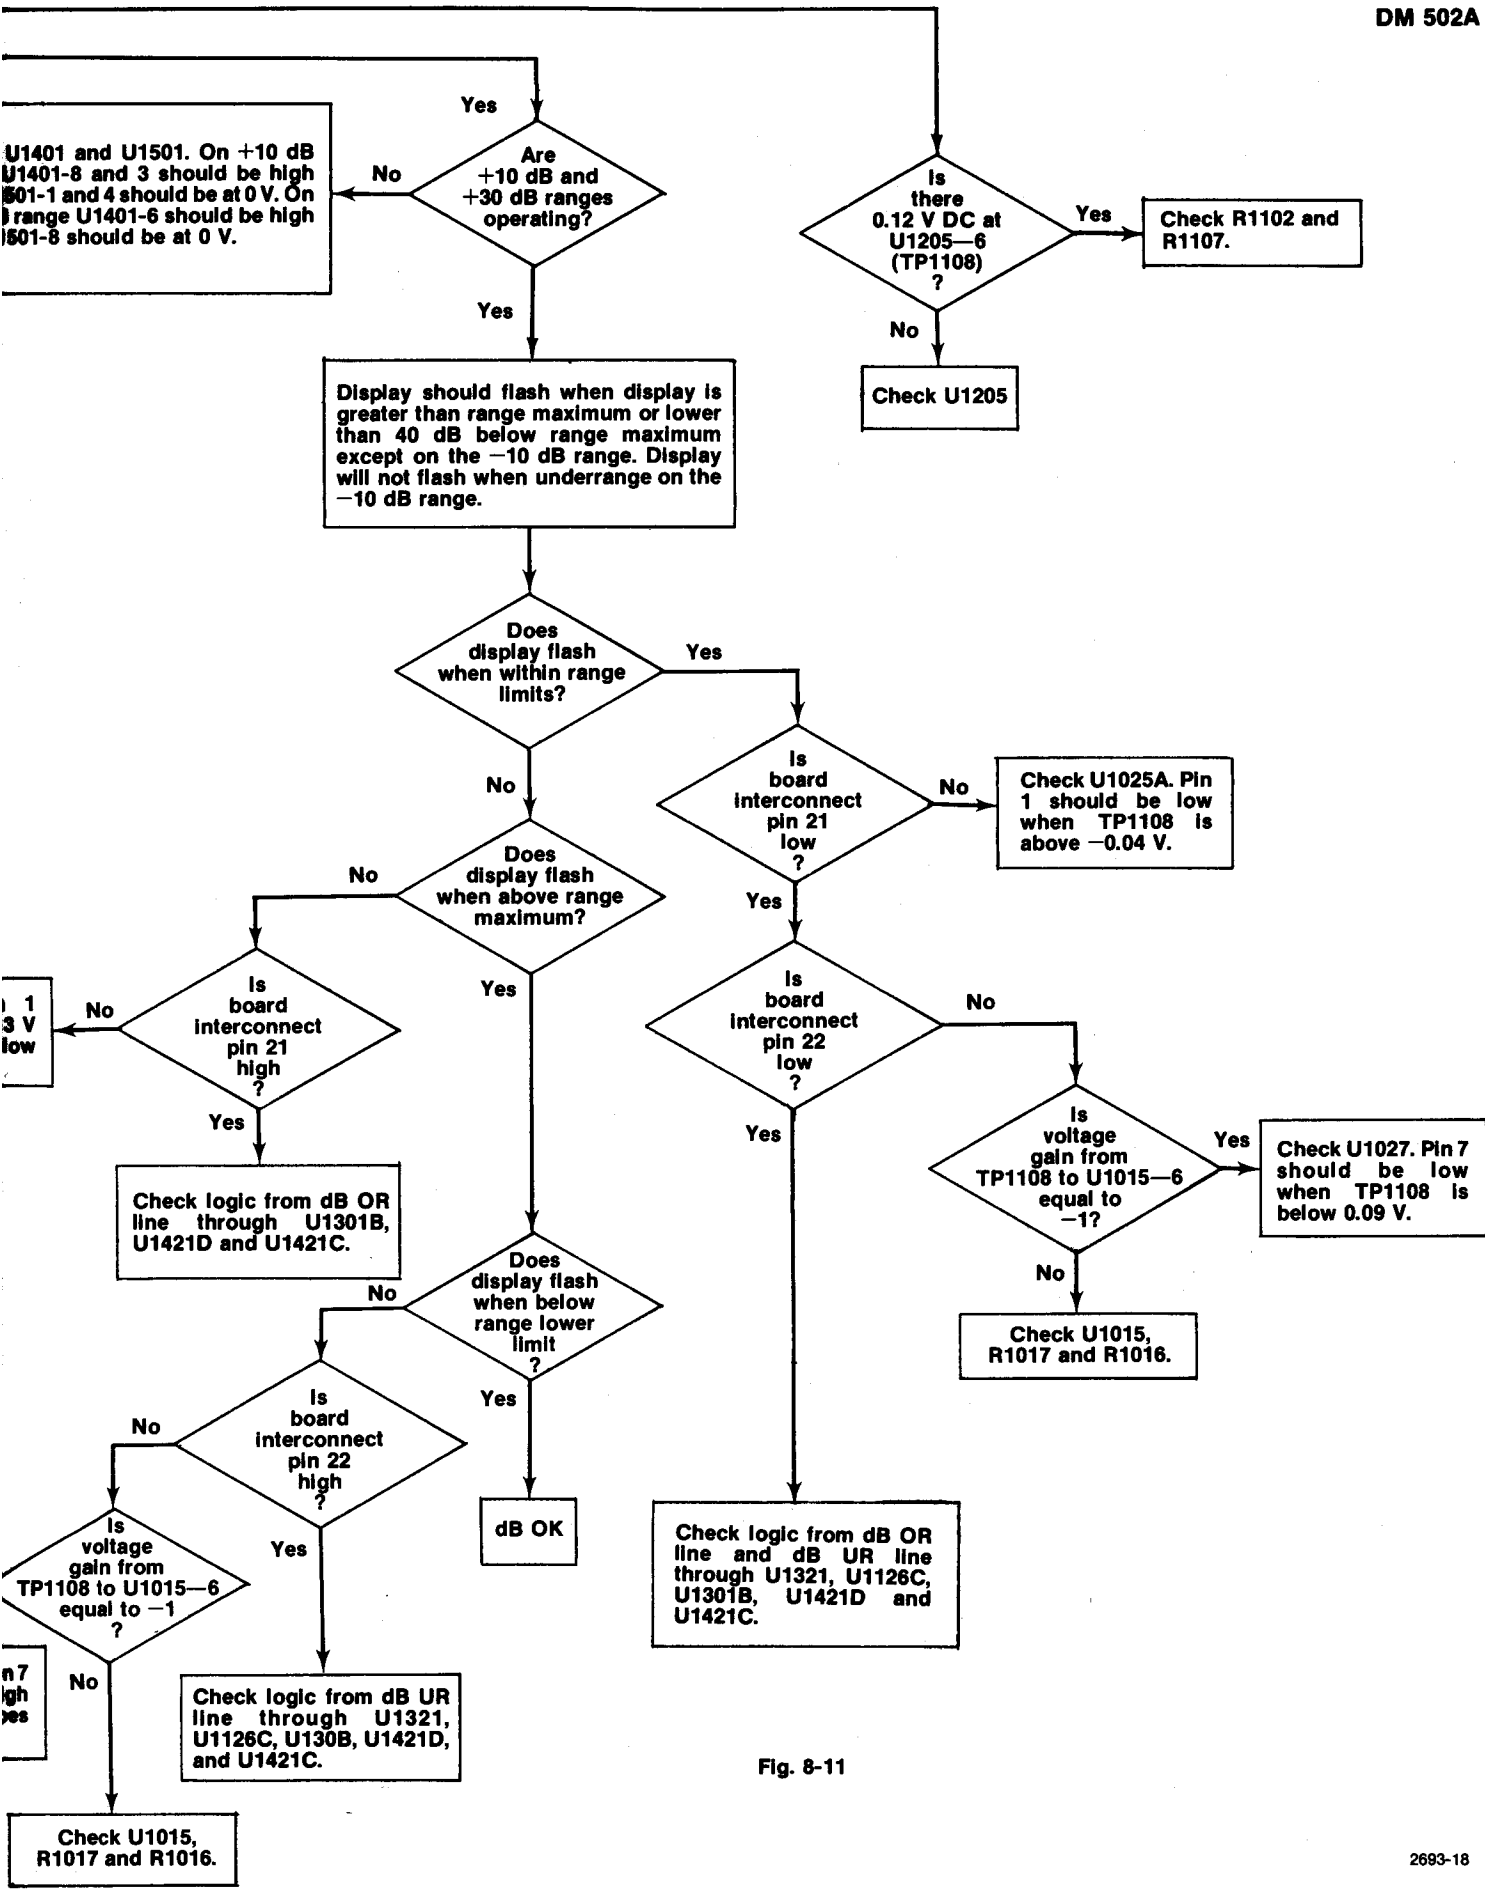 DM 502A
Yes
U1401 and U1501. On +10 dB
U1401-8 and 3 should be high
501-1 and 4 should be at 0 V. On
range U1401-6 should be high
501-8 should be at 0 V.
No
Are
+10 dB and
+30 dB ranges
operating?
Is
there
0.12 V DC at
U1205—6
(TP1108)
?
Yes
Check R1102 and
R1107.
Yes
No
Check U1205
Display should flash when display is
greater than range maximum or lower
than 40 dB below range maximum
except on the —10 dB range. Display
will not flash when underrange on the
—10 dB range.
Does
display flash
when within range
limits?
Yes
No
Is
board
interconnect
pin 21
low
?
No
Check U1025A. Pin
1 should be low
when TP1108 is
above —0.04 V.
Does
display flash
when above range
maximum?
No
Yes
Yes
Is
board
interconnect
pin 21
high
?
No
1
3 V
low
Yes
Is
board
interconnect
pin 22
low
?
No
Yes
Check logic from dB OR
line through U1301B,
U1421D and U1421C.
Is
voltage
gain from
TP1108 to U1015—6
equal to
—1?
Yes
Check U1027. Pin 7
should be low
when TP1108 is
below 0.09 V.
No
Check U1015,
R1017 and R1016.
Does
display flash
when below
range lower
limit
?
No
Yes
dB OK
Is
board
interconnect
pin 22
high
?
No
Yes
Is
voltage
gain from
TP1108 to U1015—6
equal to —1
?
No
n 7
igh
oes
Check logic from dB UR
line through U1321,
U1126C, U130B, U1421D,
and U1421C.
Check logic from dB OR
line and dB UR line
through U1321, U1126C,
U1301B, U1421D and
U1421C.
Check U1015,
R1017 and R1016.
Fig. 8-11
2693-18